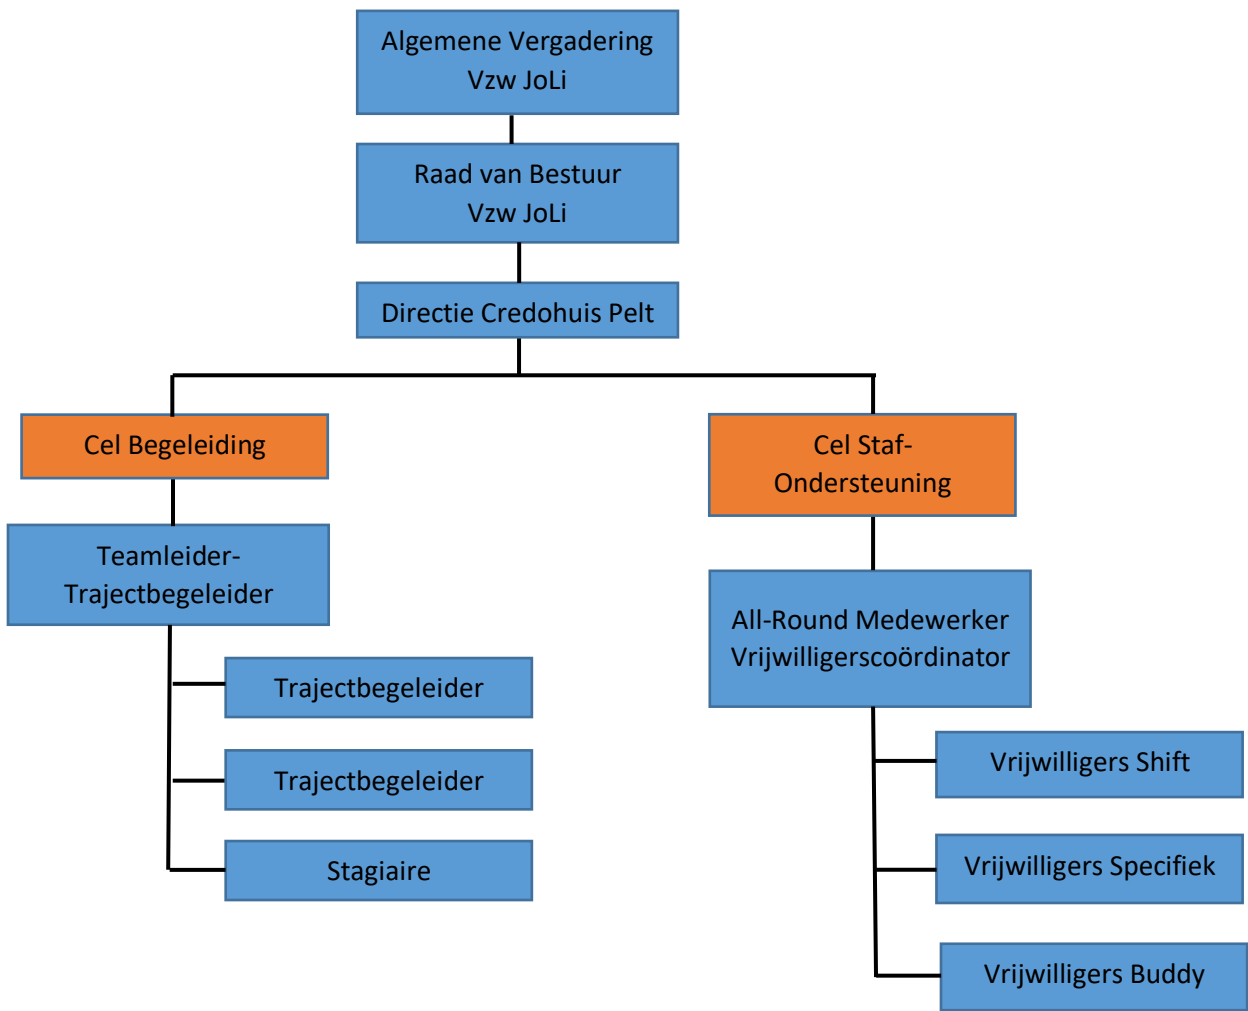 Algemene Vergadering
Vzw JoLi
Raad van Bestuur
Vzw JoLi
Directie Credohuis Pelt
Cel Begeleiding
Cel Staf-
Ondersteuning
Teamleider-
Trajectbegeleider
All-Round Medewerker
Vrijwilligerscoördinator
Trajectbegeleider
Trajectbegeleider
Stagiaire
Vrijwilligers Shift
Vrijwilligers Specifiek
Vrijwilligers Buddy